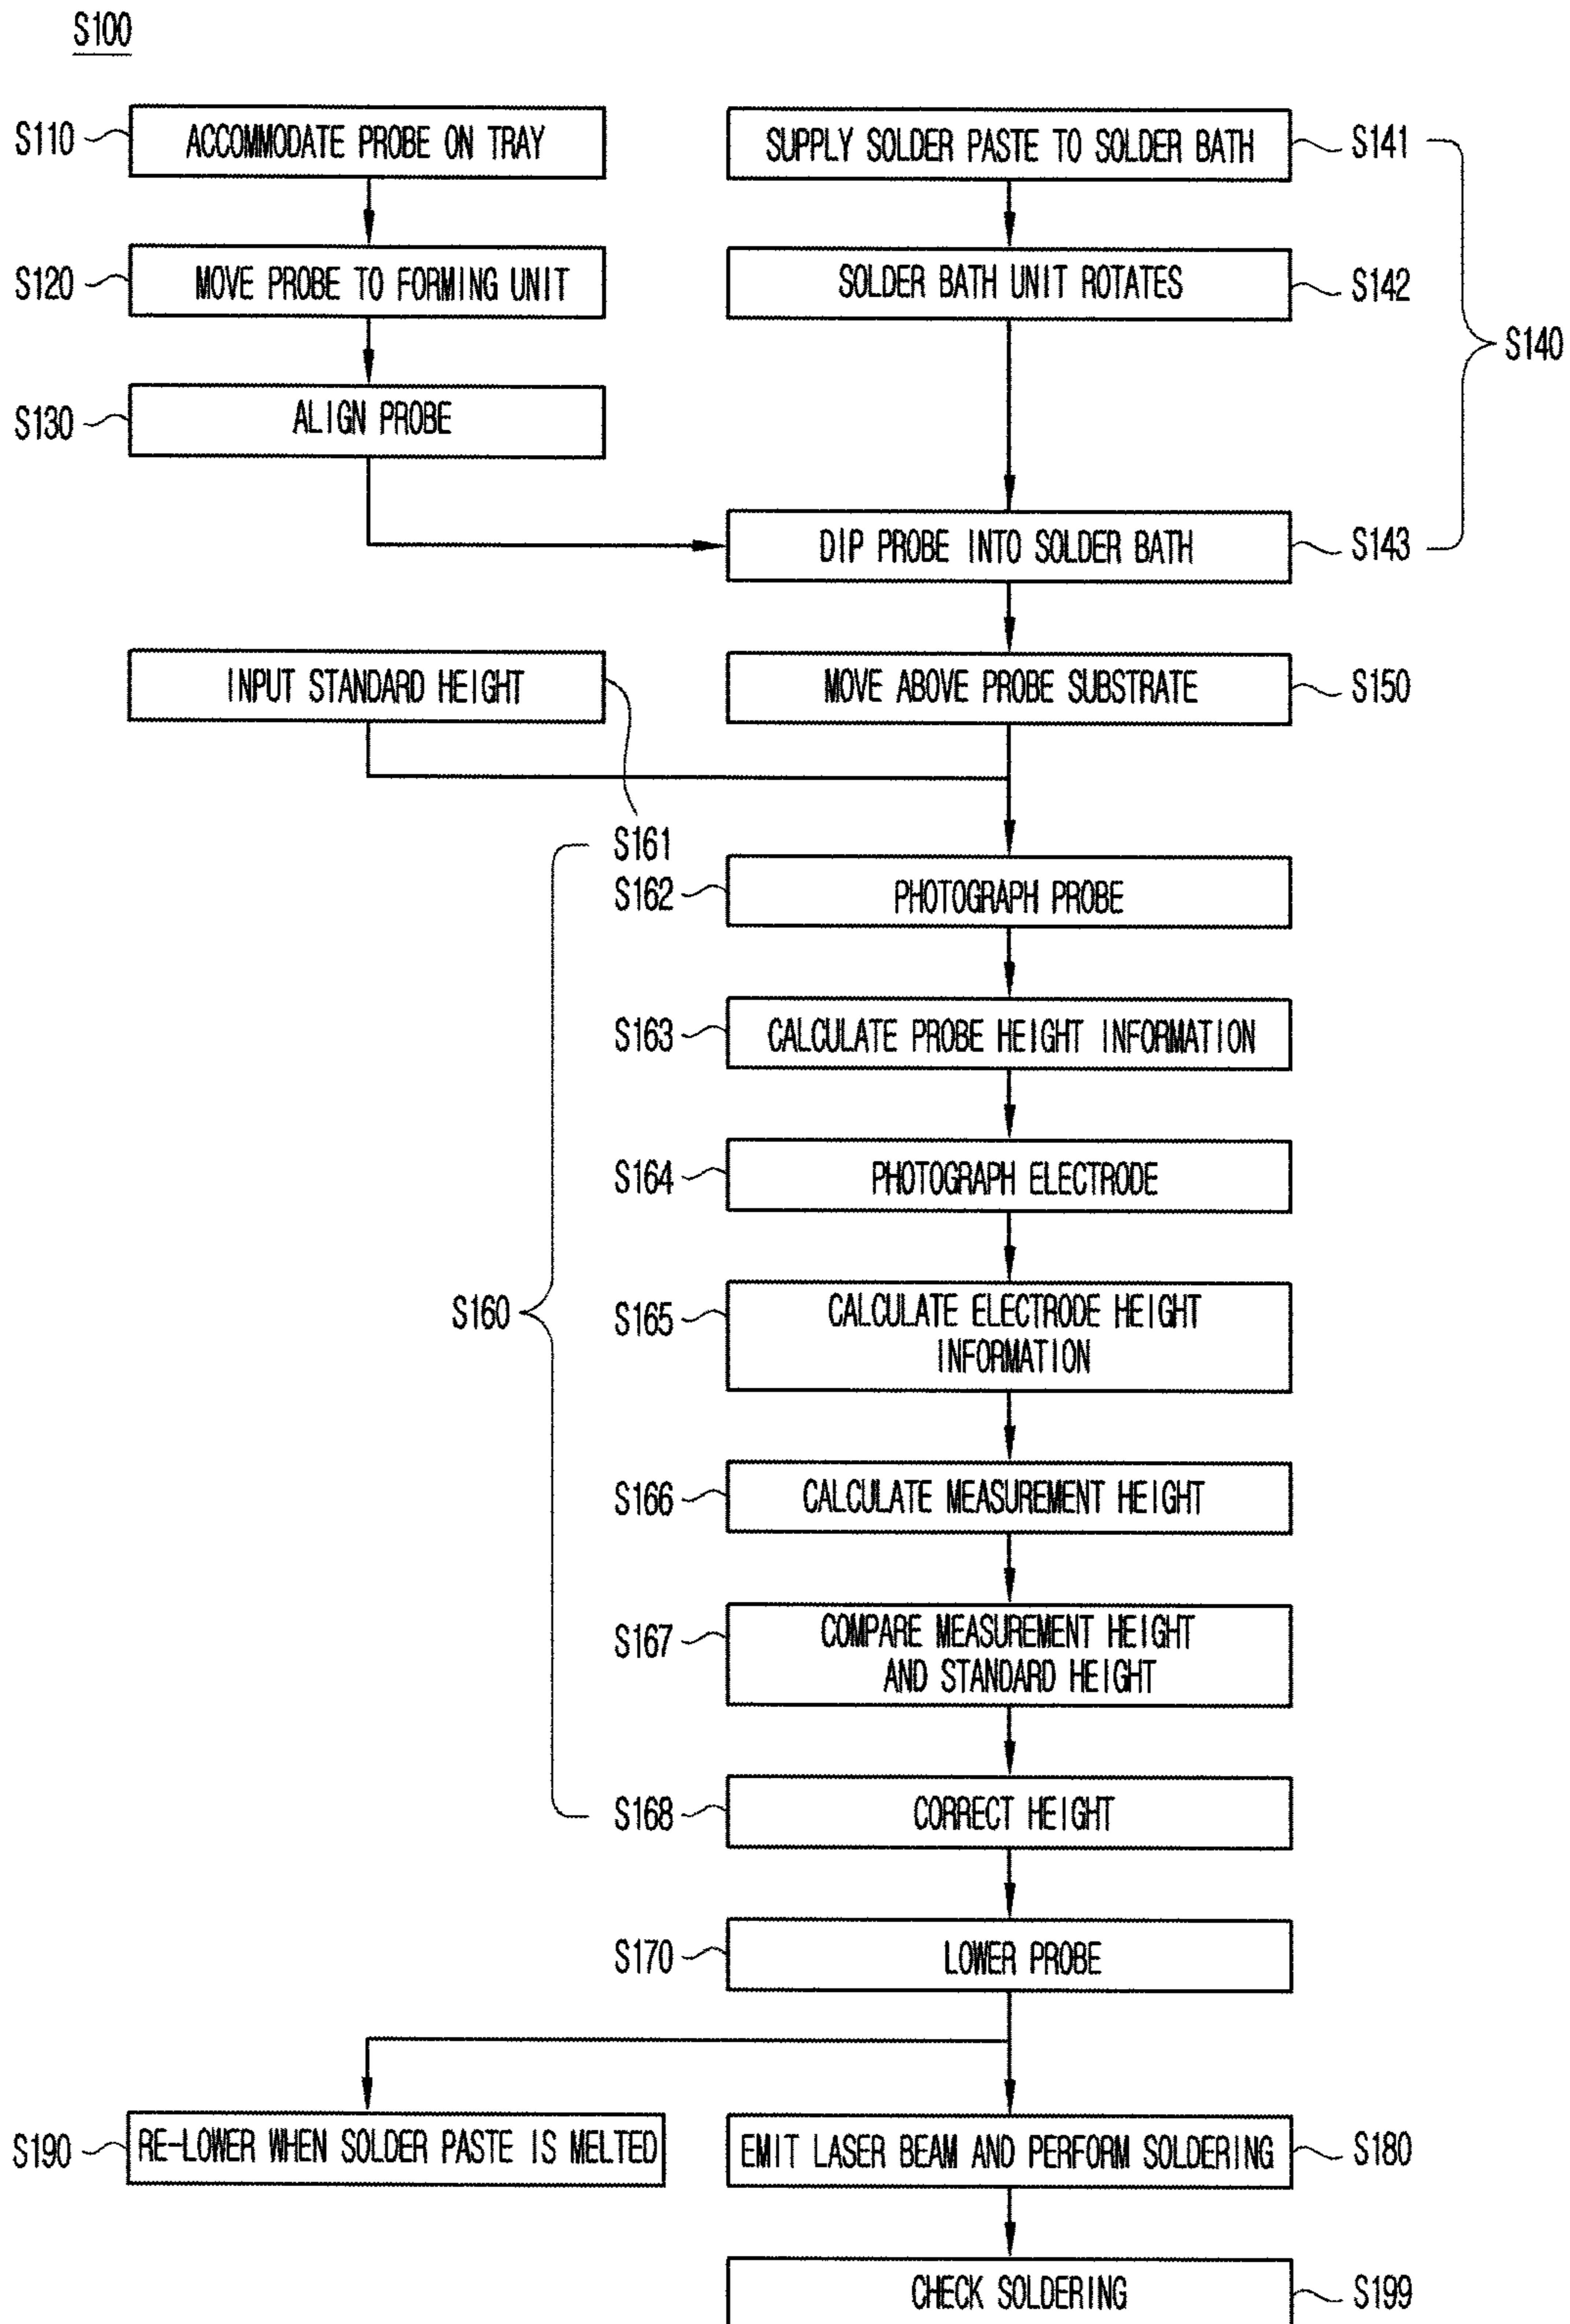 S100
S110
ACCOMMODATE PROBE ON TRAY
SUPPLY SOLDER PASTE TO SOLDER BATH
S141
S120
MOVE PROBE TO FORMING UNIT
SOLDER BATH UNIT ROTATES
S142
S140
S130
ALIGN PROBE
DIP PROBE INTO SOLDER BATH
S143
INPUT STANDARD HEIGHT
MOVE ABOVE PROBE SUBSTRATE
S150
S161
S162
PHOTOGRAPH PROBE
S163
CALCULATE PROBE HEIGHT INFORMATION
S164
PHOTOGRAPH ELECTRODE
S160
S165
CALCULATE ELECTRODE HEIGHT
INFORMATION
S166
CALCULATE MEASUREMENT HEIGHT
S167
COMPARE MEASUREMENT HEIGHT
AND STANDARD HEIGHT
S168
CORRECT HEIGHT
S170
LOWER PROBE
S190
RE-LOWER WHEN SOLDER PASTE IS MELTED
EMIT LASER BEAM AND PERFORM SOLDERING
S180
CHECK SOLDERING
S199